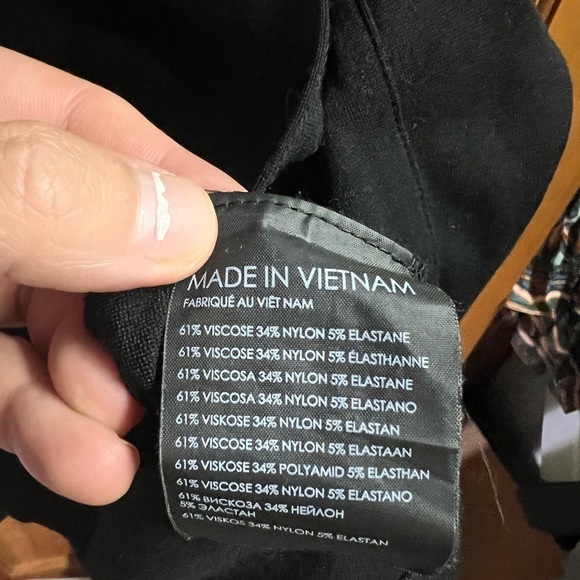 MADE IN VIETNAM
FABRIQUÉ AU VIÊT NAM
61% VISCOSE 34% NYLON 5% ELASTANE
61% VISCOSE 34% NYLON 5% ÉLASTHANNE
61% VISCOSA 34% NYLON 5% ELASTANE
61% VISCOSA 34% NYLON 5% ELASTANO
61% VISKOSE 34% NYLON 5% ELASTAN
61% VISCOSE 34% NYLON 5% ELASTAAN
61% VISKOSE 34% POLYAMID 5% ELASTHAN
61% VISCOSE 34% NYLON 5% ELASTANO
61% ВИСКОЗА 34% НЕЙЛОН
5% ЭЛАСТАН
61% VISKOS 34% NYLON 5% ELASTAN